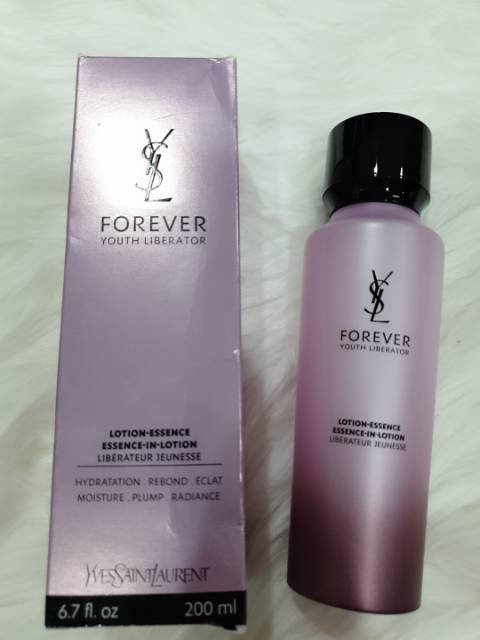 YSL
FOREVER
YOUTH LIBERATOR
LOTION-ESSENCE
ESSENCE-IN-LOTION
LIBÉRATEUR JEUNESSE
HYDRATATION . REBOND . ÉCLAT
MOISTURE . PLUMP . RADIANCE
YVESSAINTLAURENT
6.7 fl. oz 200 ml
YSL
FOREVER
YOUTH LIBERATOR
LOTION-ESSENCE
ESSENCE-IN-LOTION
LIBÉRATEUR JEUNESSE